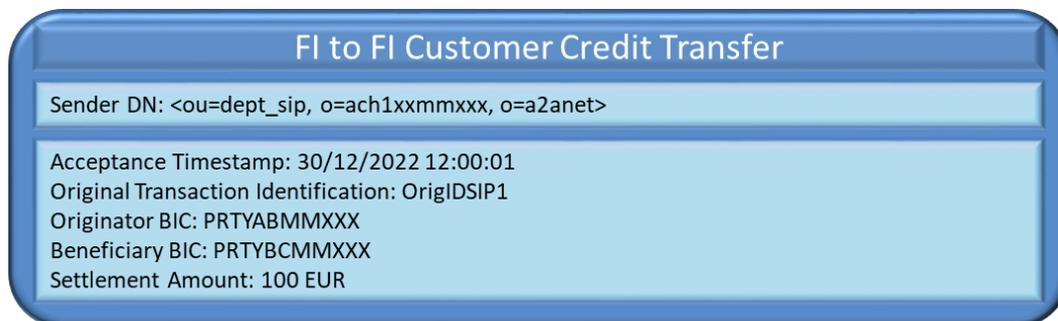 FI to FI Customer Credit Transfer
Sender DN: <ou=dept_sip, o=ach1xxmmxxx, o=a2anet>
Acceptance Timestamp: 30/12/2022 12:00:01
Original Transaction Identification: OrigIDSIP1
Originator BIC: PRTYABMMXXX
Beneficiary BIC: PRTYBCMMXXX
Settlement Amount: 100 EUR